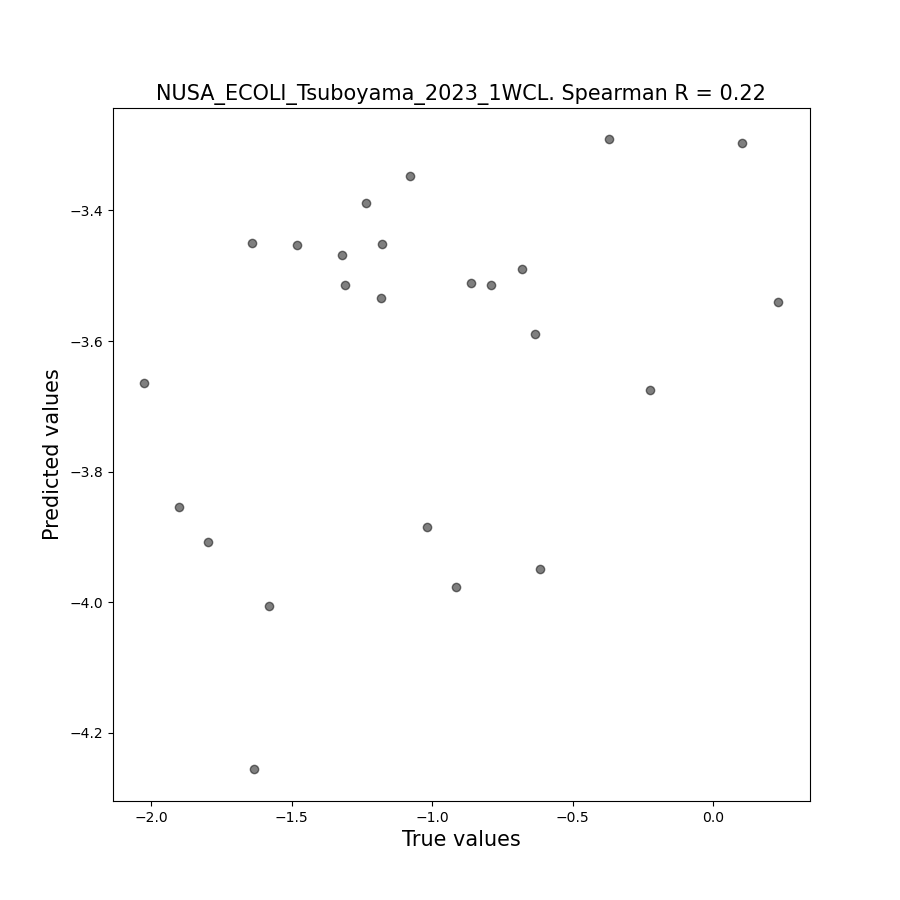 NUSA_ECOLI_Tsuboyama_2023_1WCL. Spearman R = 0.22
−3.4
−3.6
−3.8
−4.0
−4.2
Predicted values
−2.0 −1.5 −1.0 −0.5 0.0
True values